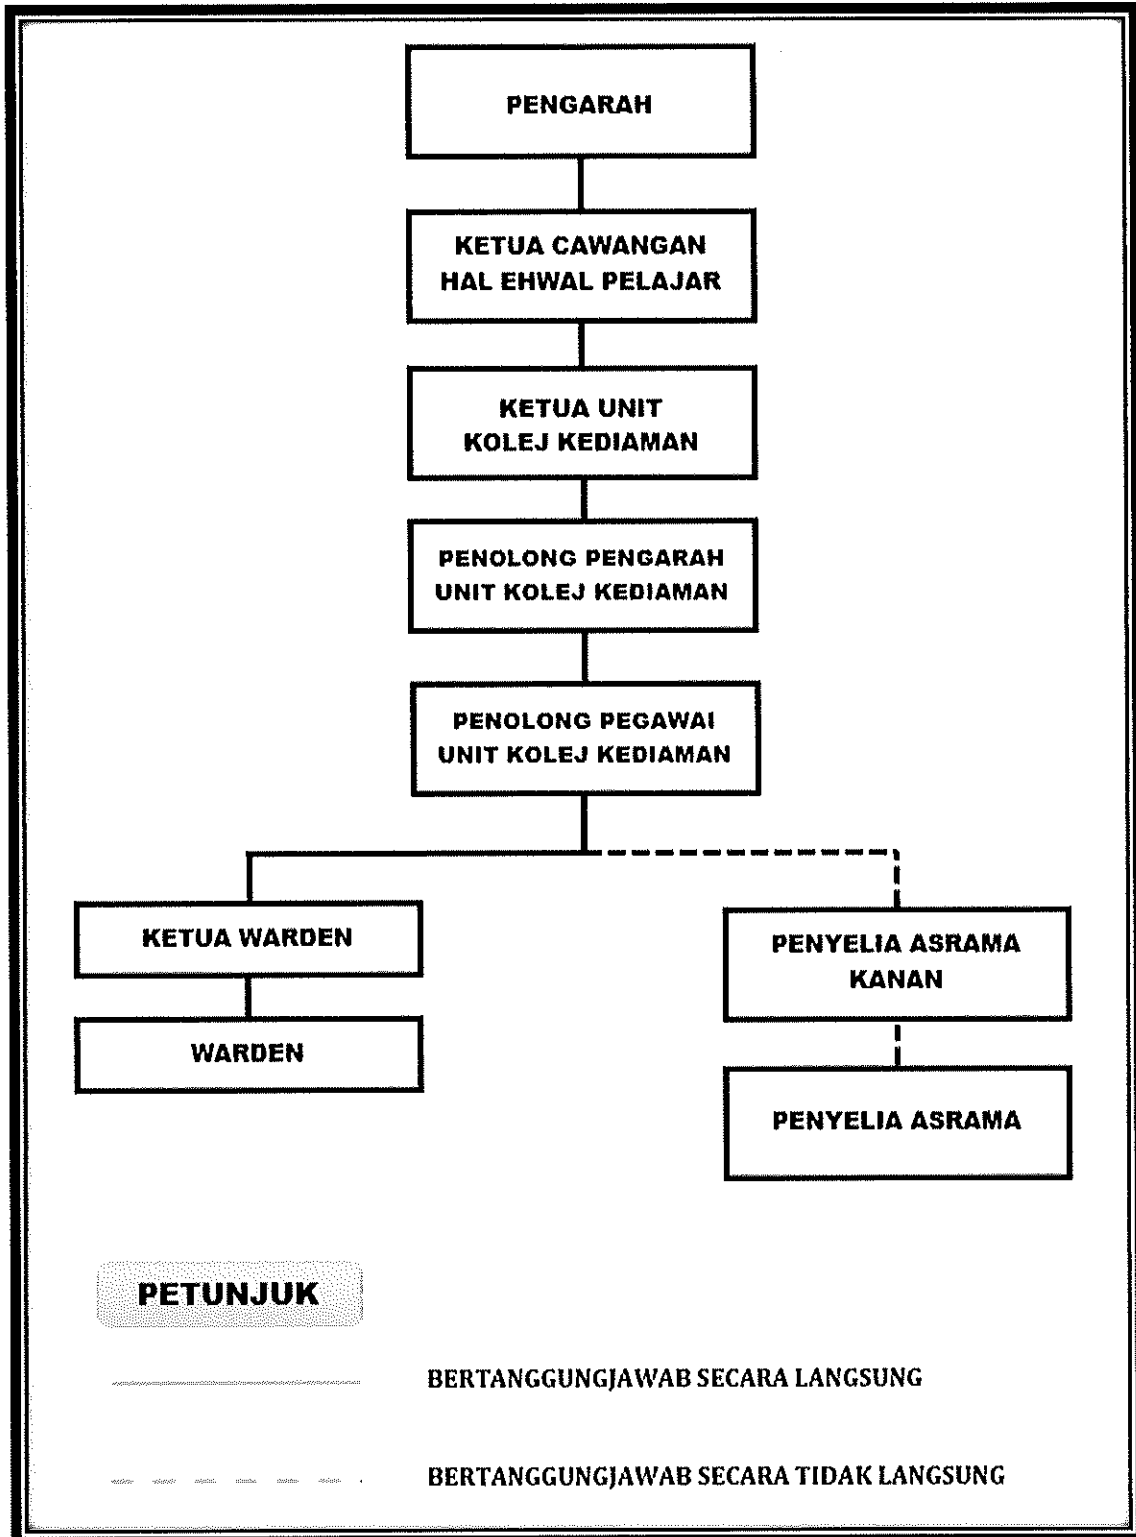 PENGARAH
KETUA CAWANGAN
HAL EHWAL PELAJAR
KETUA UNIT
KOLEJ KEDIAMAN
PENOLONG PENGARAH
UNIT KOLEJ KEDIAMAN
PENOLONG PEGAWAI
UNIT KOLEJ KEDIAMAN
KETUA WARDEN
WARDEN
PENYELIA ASRAMA
KANAN
PENYELIA ASRAMA
PETUNJUK
BERTANGGUNGJAWAB SECARA LANGSUNG
BERTANGGUNGJAWAB SECARA TIDAK LANGSUNG